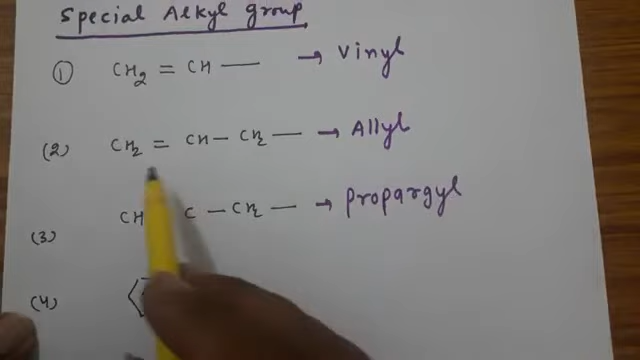 Special Alkyl Group
(1) CH2 = CH — → Vinyl
(2) CH2 = CH - CH2 — → Allyl
(3) CH C - CH2 — → Propargyl
(4)